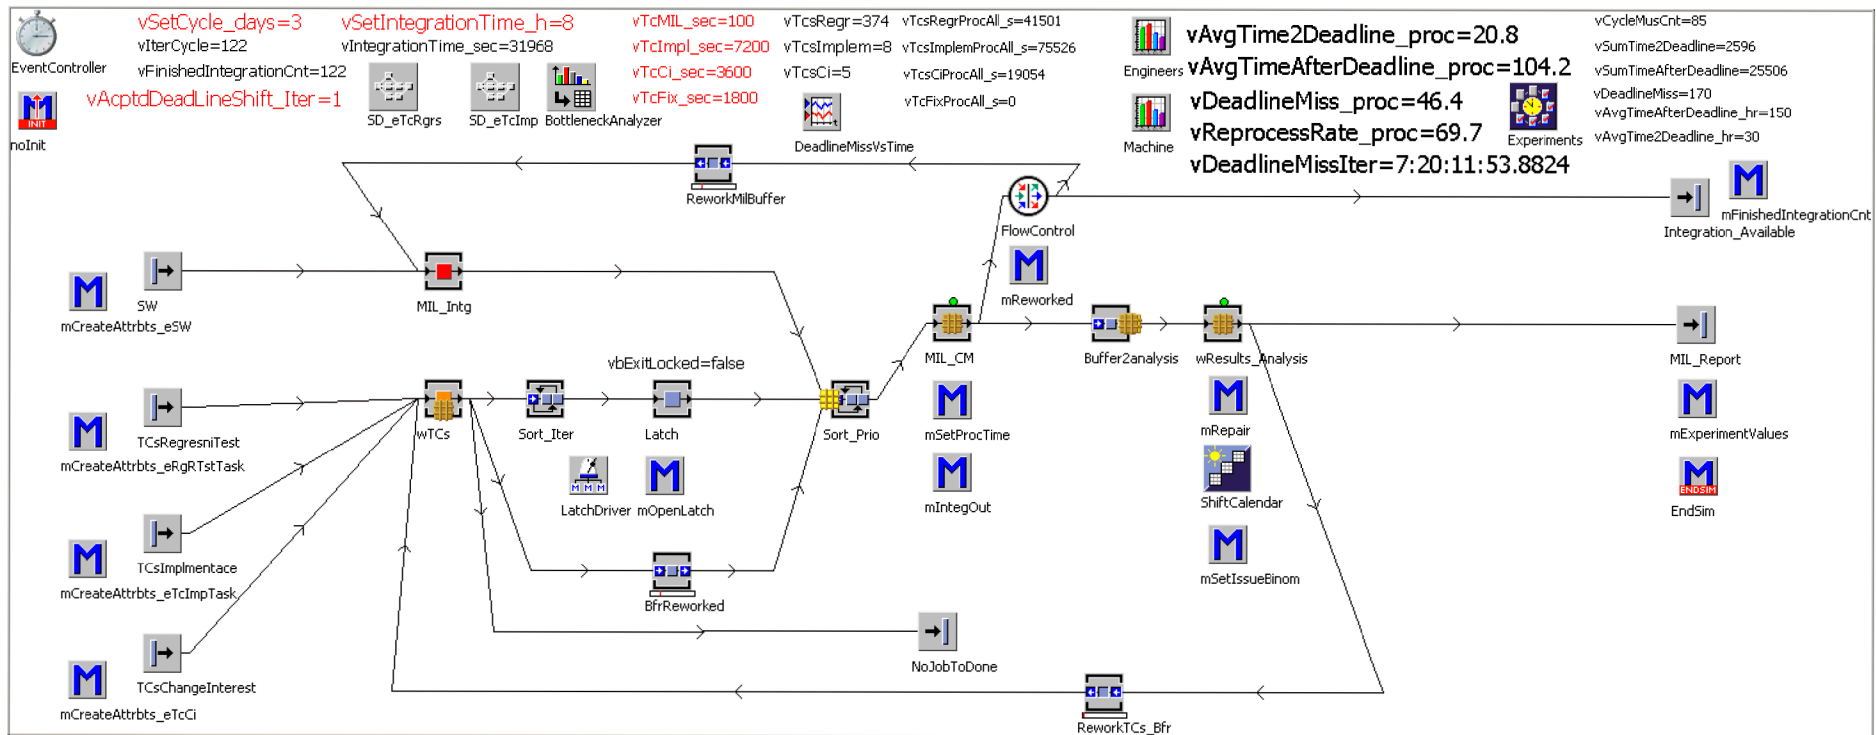 vSetCycle_days=3
vSetIntegrationTime_h=8
vTcMIL_sec=100
vTcsRegr=374
vTcsRegrProcAll_s=41501
vCycleMusCnt=85
vIterCycle=122
vIntegrationTime_sec=31968
vTcImpl_sec=7200
vTcsImplem=8
vTcsImplemProcAll_s=75526
vAvgTime2Deadline_proc=20.8
vSumTime2Deadline=2596
EventController
vFinishedIntegrationCnt=122
vTcCi_sec=3600
vTcsCi=5
vTcsCiProcAll_s=19054
Engineers
vAvgTimeAfterDeadline_proc=104.2
vSumTimeAfterDeadline=25506
vAcptdDeadLineShift_Iter=1
vTcFix_sec=1800
vTcFixProcAll_s=0
vDeadlineMiss_proc=46.4
vDeadlineMiss=170
INIT
SD_eTcRgrs
SD_eTcImp
BottleneckAnalyzer
vAvgTimeAfterDeadline_hr=150
noInit
DeadlineMissVsTime
Machine
vReprocessRate_proc=69.7
Experiments
vAvgTime2Deadline_hr=30
vDeadlineMissIter=7:20:11:53.8824
ReworkMilBuffer
FlowControl
mFinishedIntegrationCnt
Integration_Available
SW
MIL_Intg
mReworked
mCreateAttrbts_eSW
vbExitLocked=false
MIL_CM
Buffer2analysis
wResults_Analysis
MIL_Report
TCsRegresniTest
wTCs
Sort_Iter
Latch
Sort_Prio
mSetProcTime
mRepair
mExperimentValues
mCreateAttrbts_eRgRTstTask
LatchDriver
mOpenLatch
mIntegOut
ShiftCalendar
ENDSIM
EndSim
TCsImplmentace
mCreateAttrbts_eTcImpTask
BfrReworked
mSetIssueBinom
NoJobToDone
TCsChangeInterest
mCreateAttrbts_eTcCi
ReworkTCs_Bfr